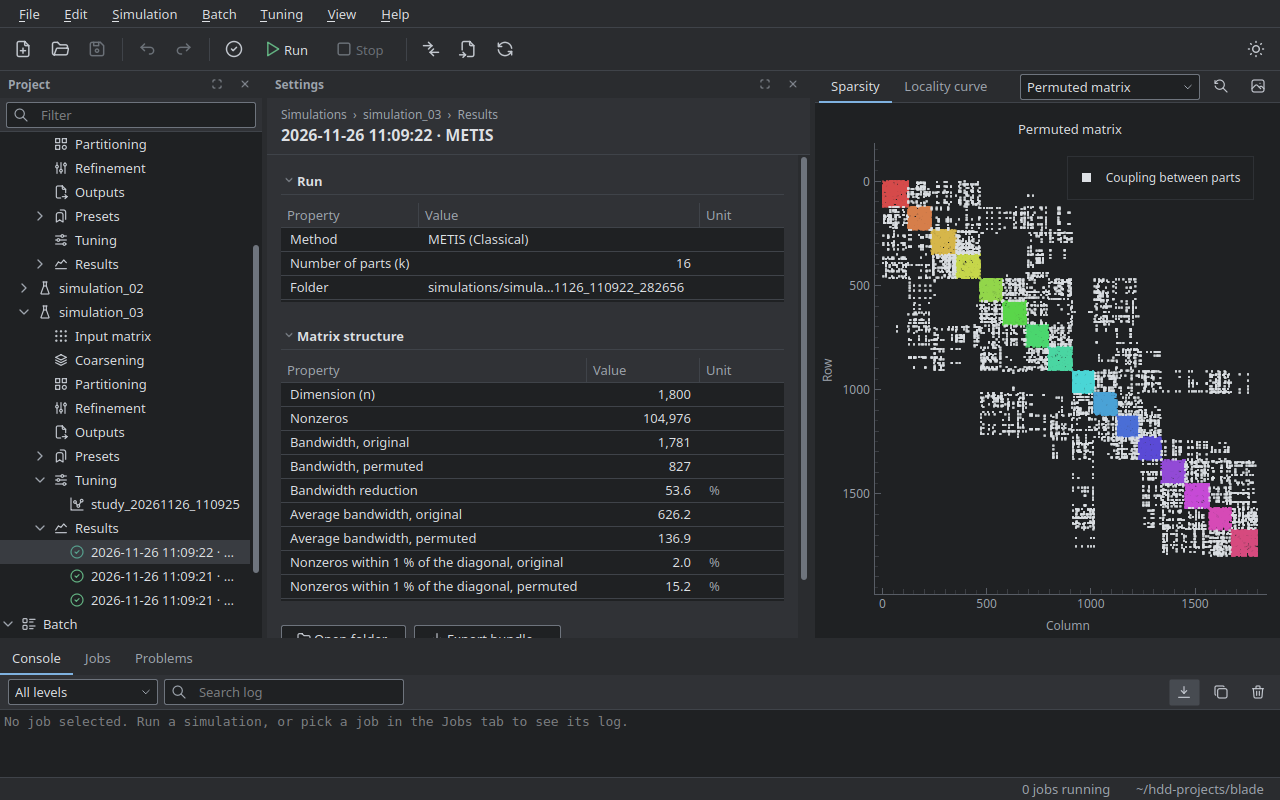 File Edit Simulation Batch Tuning View Help
Run Stop
Project
Filter
Partitioning
Refinement
Outputs
Presets
Tuning
Results
simulation_02
simulation_03
Input matrix
Coarsening
Partitioning
Refinement
Outputs
Presets
Tuning
study_20261126_110925
Results
2026-11-26 11:09:22 · ...
2026-11-26 11:09:21 · ...
2026-11-26 11:09:21 · ...
Batch
Settings
Simulations › simulation_03 › Results
2026-11-26 11:09:22 · METIS
Run
Property Value Unit
Method METIS (Classical)
Number of parts (k) 16
Folder simulations/simula...1126_110922_282656
Matrix structure
Property Value Unit
Dimension (n) 1,800
Nonzeros 104,976
Bandwidth, original 1,781
Bandwidth, permuted 827
Bandwidth reduction 53.6 %
Average bandwidth, original 626.2
Average bandwidth, permuted 136.9
Nonzeros within 1 % of the diagonal, original 2.0 %
Nonzeros within 1 % of the diagonal, permuted 15.2 %
Open folder Export bundle
Sparsity Locality curve Permuted matrix
Permuted matrix
Coupling between parts
0
500
1000
1500
Row
0 500 1000 1500
Column
Console Jobs Problems
All levels Search log
No job selected. Run a simulation, or pick a job in the Jobs tab to see its log.
0 jobs running ~/hdd-projects/blade